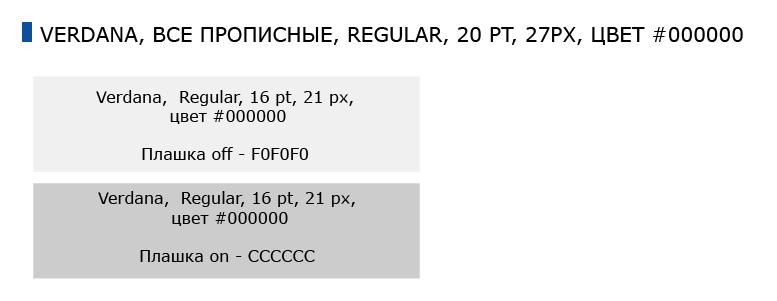 VERDANA, ВСЕ ПРОПИСНЫЕ, REGULAR, 20 PT, 27PX, ЦВЕТ #000000
Verdana,  Regular, 16 pt, 21 px,
цвет #000000
Плашка off - F0F0F0
Verdana,  Regular, 16 pt, 21 px,
цвет #000000
Плашка on - CCCCCC